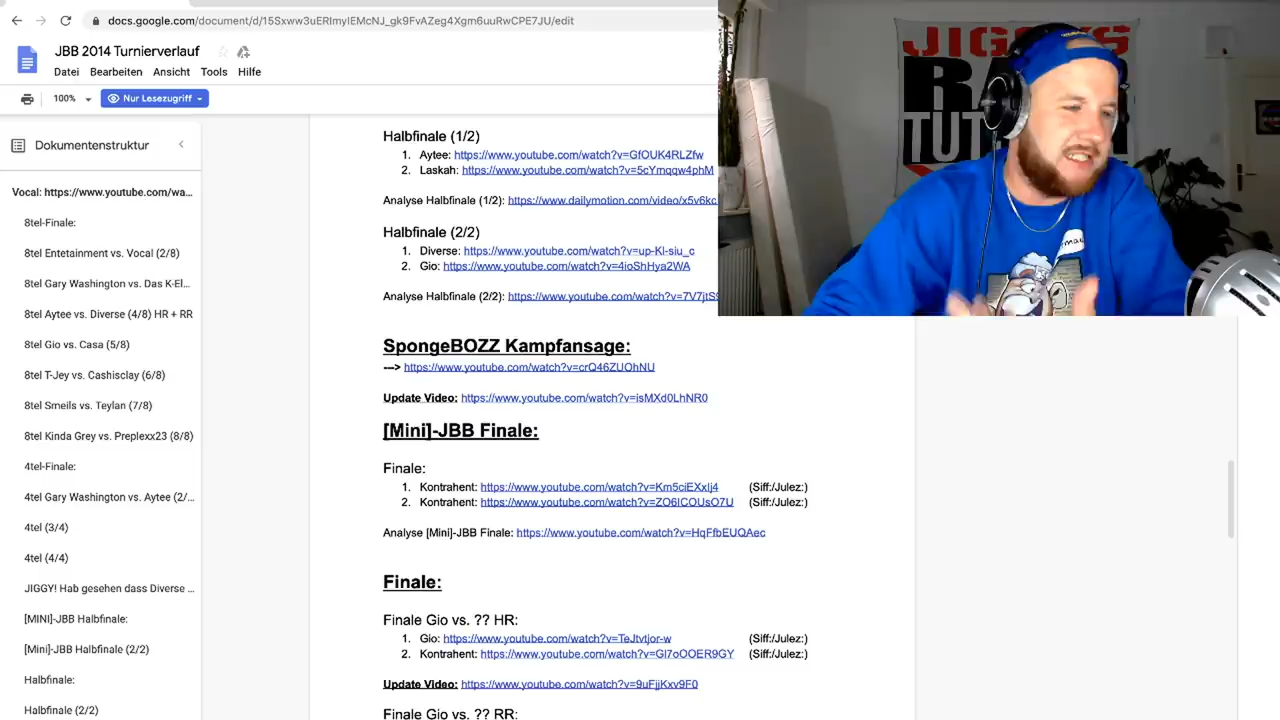 docs.google.com/document/d/15Sxww3uERImyIEMcNJ_gk9FvAZeg4Xgm6uuRwCPE7JU/edit
JBB 2014 Turnierverlauf
Datei Bearbeiten Ansicht Tools Hilfe
100% Nur Lesezugriff
Dokumentenstruktur
Vocal: https://www.youtube.com/wa...
8tel-Finale:
8tel Entetainment vs. Vocal (2/8)
8tel Gary Washington vs. Das K-El...
8tel Aytee vs. Diverse (4/8) HR + RR
8tel Gio vs. Casa (5/8)
8tel T-Jey vs. Cashisclay (6/8)
8tel Smeils vs. Teylan (7/8)
8tel Kinda Grey vs. Preplexx23 (8/8)
4tel-Finale:
4tel Gary Washington vs. Aytee (2/...
4tel (3/4)
4tel (4/4)
JIGGY! Hab gesehen dass Diverse ...
[MINI]-JBB Halbfinale:
[Mini]-JBB Halbfinale (2/2)
Halbfinale:
Halbfinale (2/2)
Halbfinale (1/2)
1. Aytee: https://www.youtube.com/watch?v=GfOUK4RLZfw
2. Laskah: https://www.youtube.com/watch?v=5cYmqqw4phM
Analyse Halbfinale (1/2): https://www.dailymotion.com/video/x5v6kc
Halbfinale (2/2)
1. Diverse: https://www.youtube.com/watch?v=up-Kl-siu_c
2. Gio: https://www.youtube.com/watch?v=4ioShHya2WA
Analyse Halbfinale (2/2): https://www.youtube.com/watch?v=7V7jtS
SpongeBOZZ Kampfansage:
---> https://www.youtube.com/watch?v=crQ46ZUOhNU
Update Video: https://www.youtube.com/watch?v=isMXd0LhNR0
[Mini]-JBB Finale:
Finale:
1. Kontrahent: https://www.youtube.com/watch?v=Km5ciEXxIj4 (Siff:/Julez:)
2. Kontrahent: https://www.youtube.com/watch?v=ZO6ICOUsO7U (Siff:/Julez:)
Analyse [Mini]-JBB Finale: https://www.youtube.com/watch?v=HqFfbEUQAec
Finale:
Finale Gio vs. ?? HR:
1. Gio: https://www.youtube.com/watch?v=TeJtvtjor-w (Siff:/Julez:)
2. Kontrahent: https://www.youtube.com/watch?v=Gl7oOOER9GY (Siff:/Julez:)
Update Video: https://www.youtube.com/watch?v=9uFjjKxv9F0
Finale Gio vs. ?? RR: